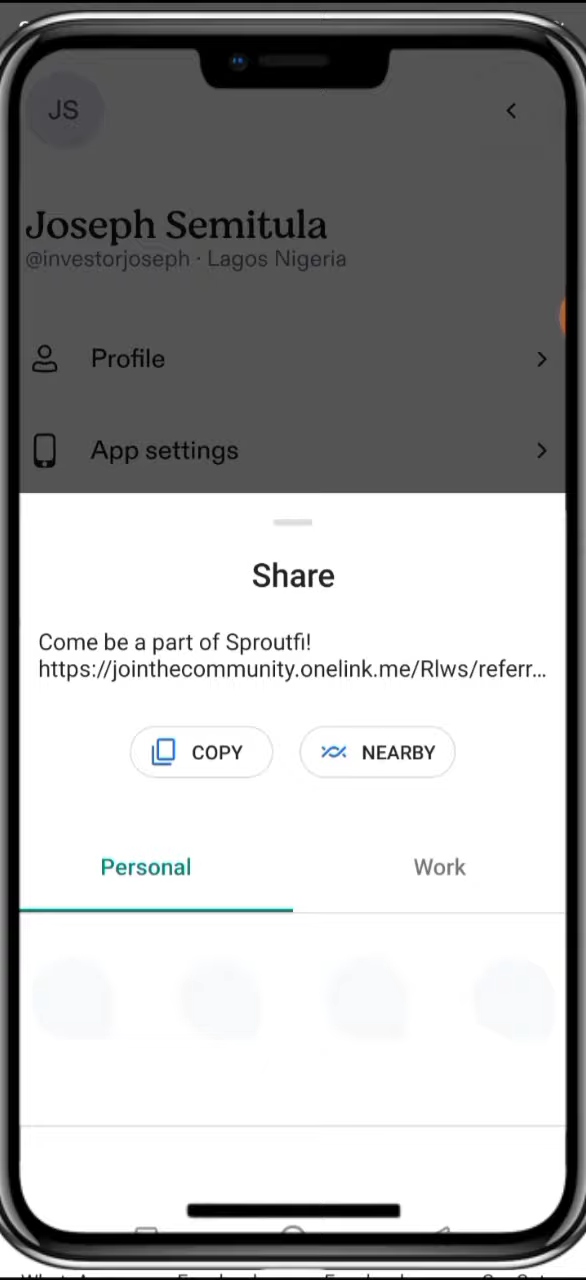 JS
Joseph Semitula
@investorjoseph · Lagos Nigeria
Profile
App settings
Share
Come be a part of Sproutfi!
https://jointhecommunity.onelink.me/Rlws/referr...
COPY
NEARBY
Personal
Work